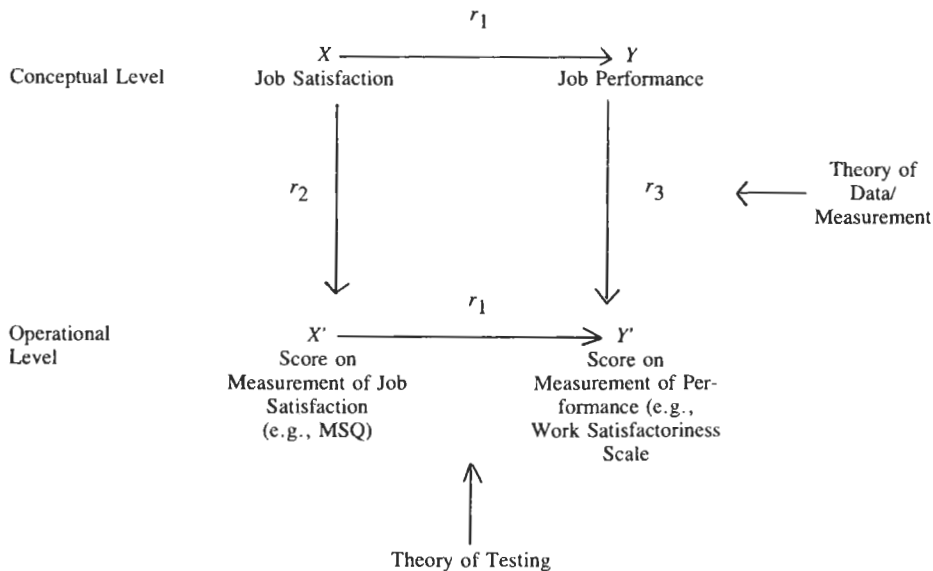 r1
X Y
Conceptual Level
Job Satisfaction Job Performance
r2 r3
Theory of
Data/
Measurement
r1
Operational
Level
X' Y'
Score on
Measurement of Job
Satisfaction
(e.g., MSQ)
Score on
Measurement of Per-
formance (e.g.,
Work Satisfactoriness
Scale
Theory of Testing